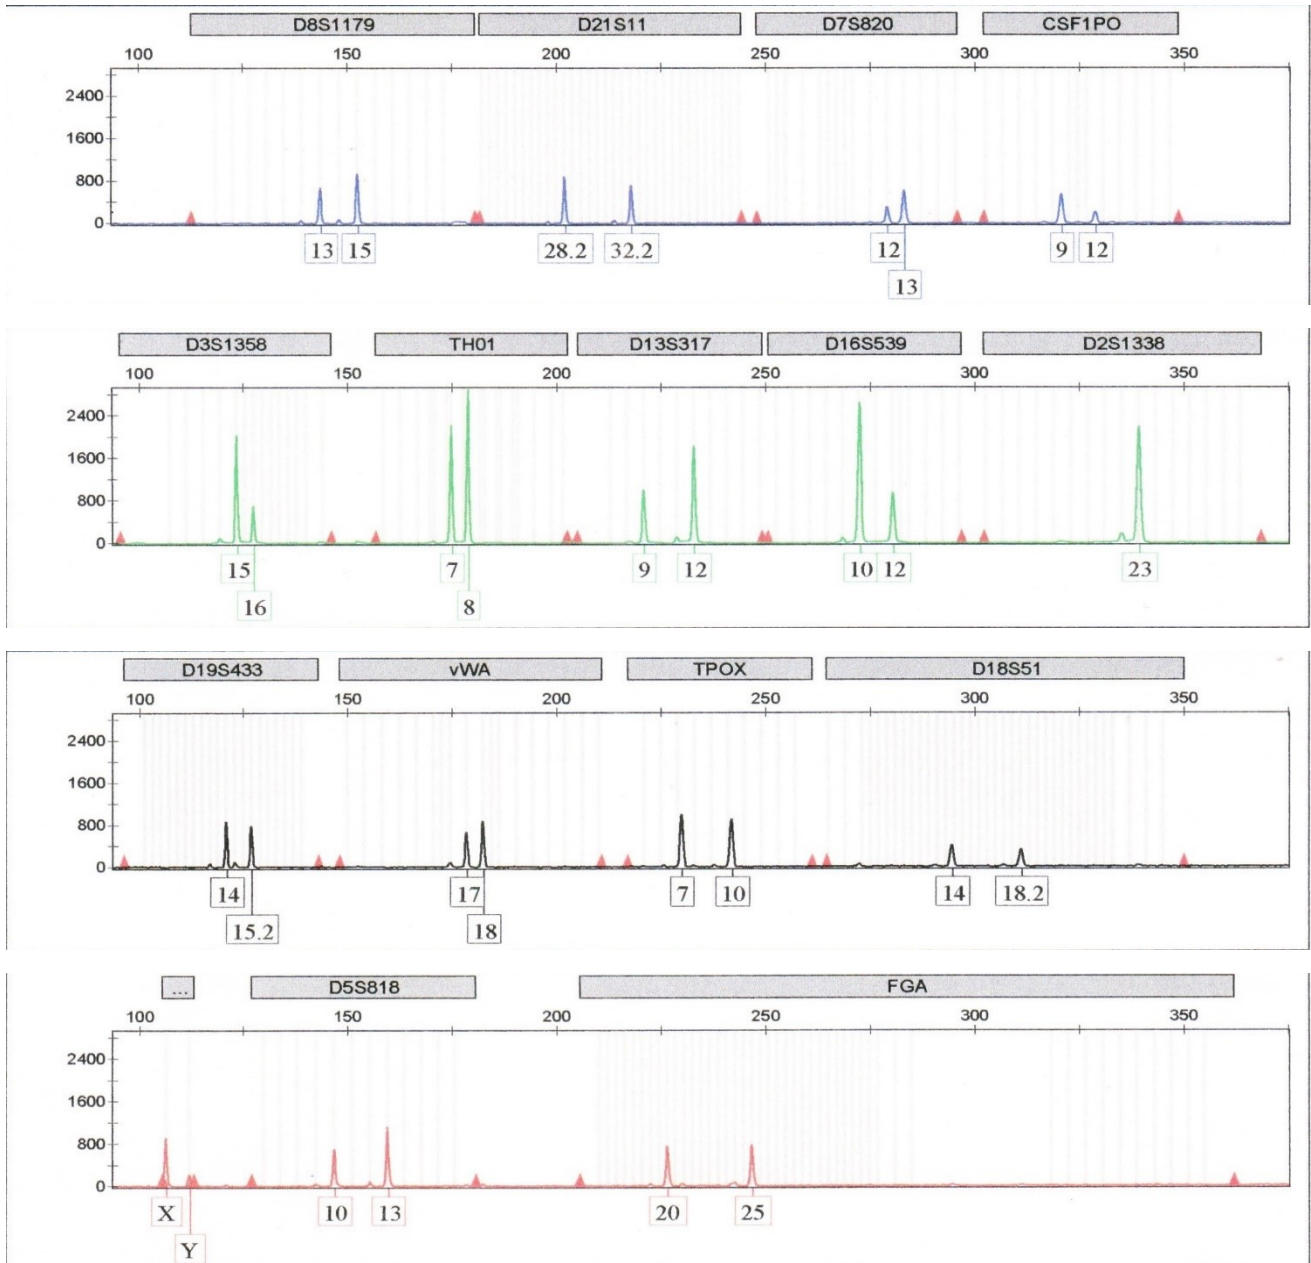 D8S1179 D21S11 D7S820 CSF1PO
100 150 200 250 300 350
2400
1600
800
0
13 15 28.2 32.2 12 9 12
13
D3S1358 TH01 D13S317 D16S539 D2S1338
100 150 200 250 300 350
2400
1600
800
0
15 7 9 12 10 12 23
16 8
D19S433 vWA TPOX D18S51
100 150 200 250 300 350
2400
1600
800
0
14 17 7 10 14 18.2
15.2 18
... D5S818 FGA
100 150 200 250 300 350
2400
1600
800
0
X 10 13 20 25
Y